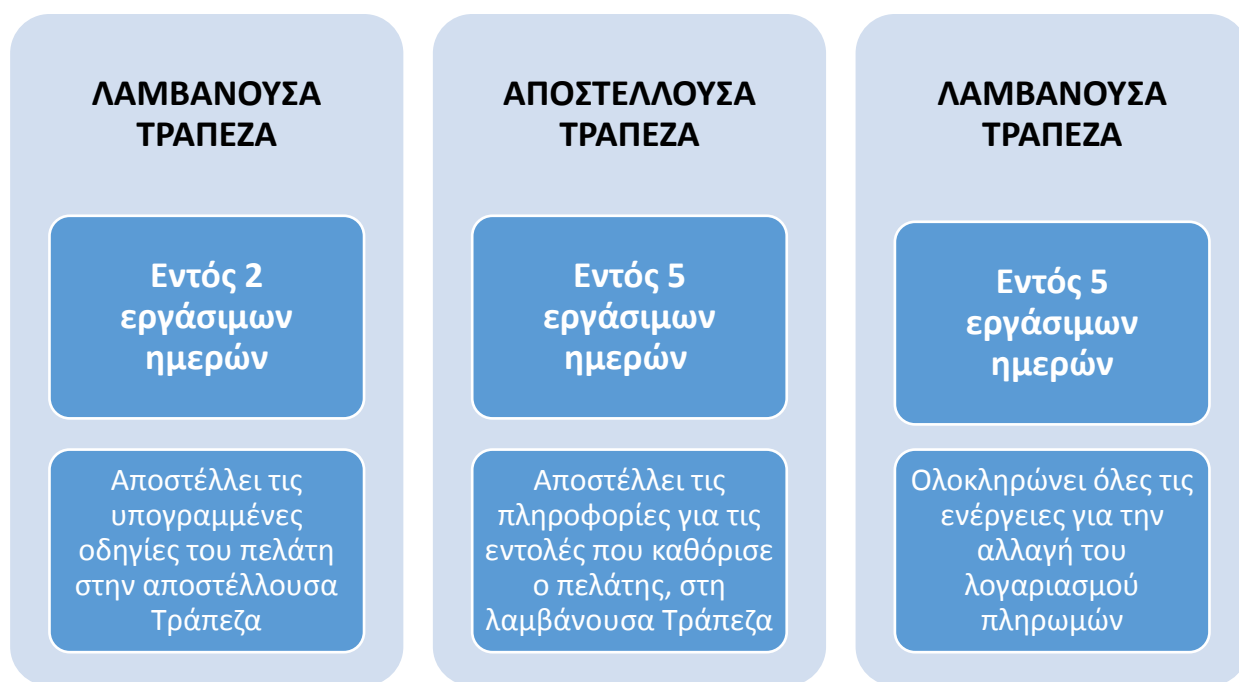 ΛΑΜΒΑΝΟΥΣΑ
ΤΡΑΠΕΖΑ
Εντός 2
εργάσιμων
ημερών
Αποστέλλει τις
υπογραμμένες
οδηγίες του πελάτη
στην αποστέλλουσα
Τράπεζα
ΑΠΟΣΤΕΛΛΟΥΣΑ
ΤΡΑΠΕΖΑ
Εντός 5
εργάσιμων
ημερών
Αποστέλλει τις
πληροφορίες για τις
εντολές που καθόρισε
ο πελάτης, στη
λαμβάνουσα Τράπεζα
ΛΑΜΒΑΝΟΥΣΑ
ΤΡΑΠΕΖΑ
Εντός 5
εργάσιμων
ημερών
Ολοκληρώνει όλες τις
ενέργειες για την
αλλαγή του
λογαριασμού
πληρωμών